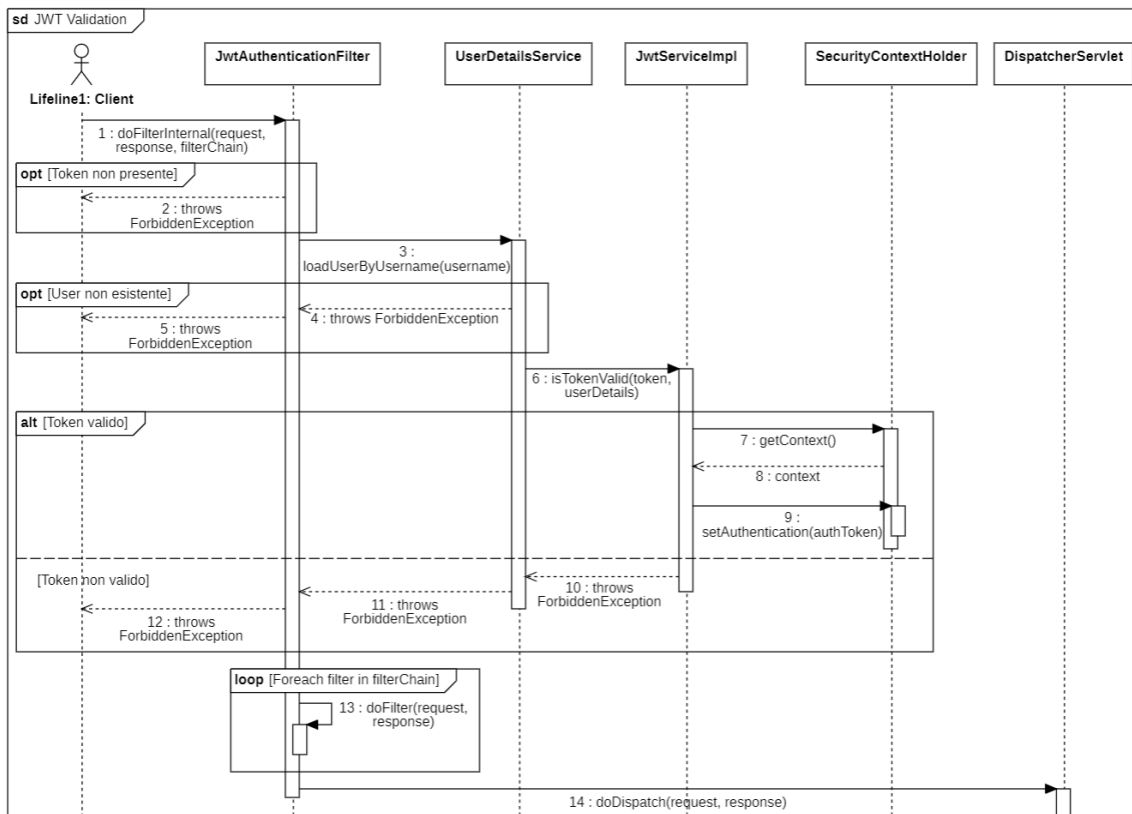 sd JWT Validation
JwtAuthenticationFilter
UserDetailsService
JwtServiceImpl
SecurityContextHolder
DispatcherServlet
Lifeline1: Client
1 : doFilterInternal(request,
response, filterChain)
opt [Token non presente]
2 : throws
ForbiddenException
3 :
loadUserByUsername(username)
opt [User non esistente]
4 : throws ForbiddenException
5 : throws
ForbiddenException
6 : isTokenValid(token,
userDetails)
alt [Token valido]
7 : getContext()
8 : context
9 :
setAuthentication(authToken)
[Token non valido]
10 : throws
ForbiddenException
11 : throws
ForbiddenException
12 : throws
ForbiddenException
loop [Foreach filter in filterChain]
13 : doFilter(request,
response)
14 : doDispatch(request, response)